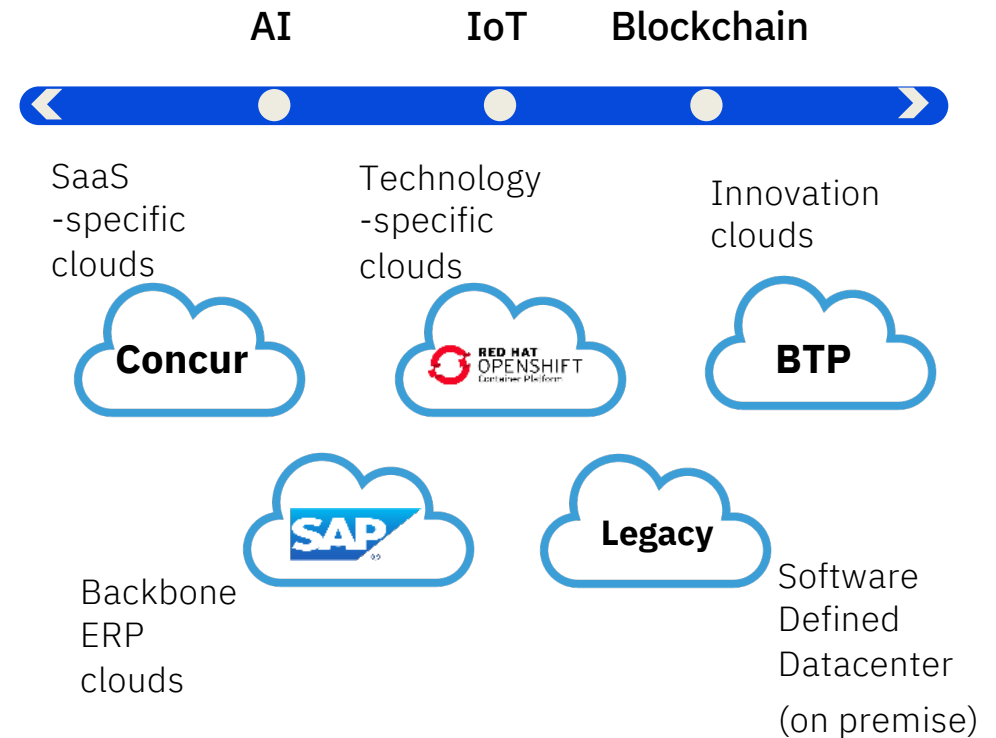 AI IoT Blockchain
SaaS
-specific
clouds
Technology
-specific
clouds
Innovation
clouds
Concur
RED HAT
OPENSHIFT
Container Platform
BTP
SAP
Legacy
Backbone
ERP
clouds
Software
Defined
Datacenter
(on premise)